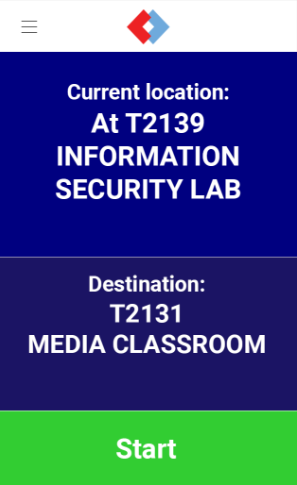 Current location:
At T2139
INFORMATION
SECURITY LAB
Destination:
T2131
MEDIA CLASSROOM
Start